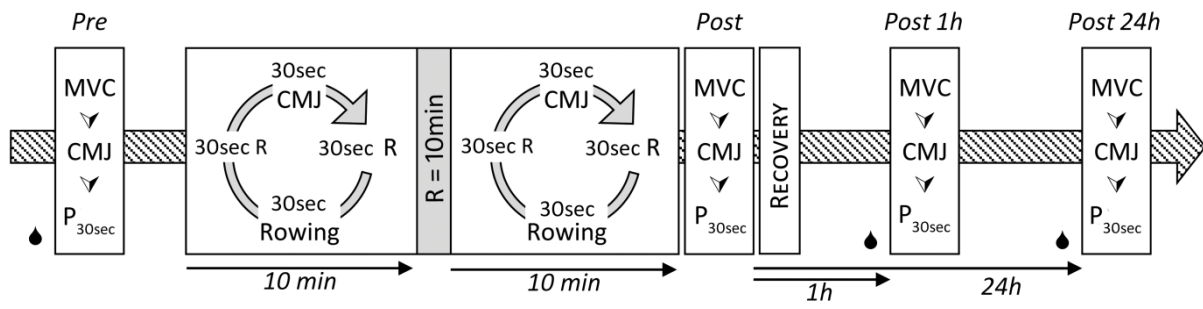 Pre
MVC
CMJ
P30sec
30sec
CMJ
30sec R
30sec R
30sec
Rowing
10 min
R = 10min
30sec
CMJ
30sec R
30sec R
30sec
Rowing
10 min
Post
MVC
CMJ
P30sec
RECOVERY
Post 1h
MVC
CMJ
P30sec
1h
Post 24h
MVC
CMJ
P30sec
24h